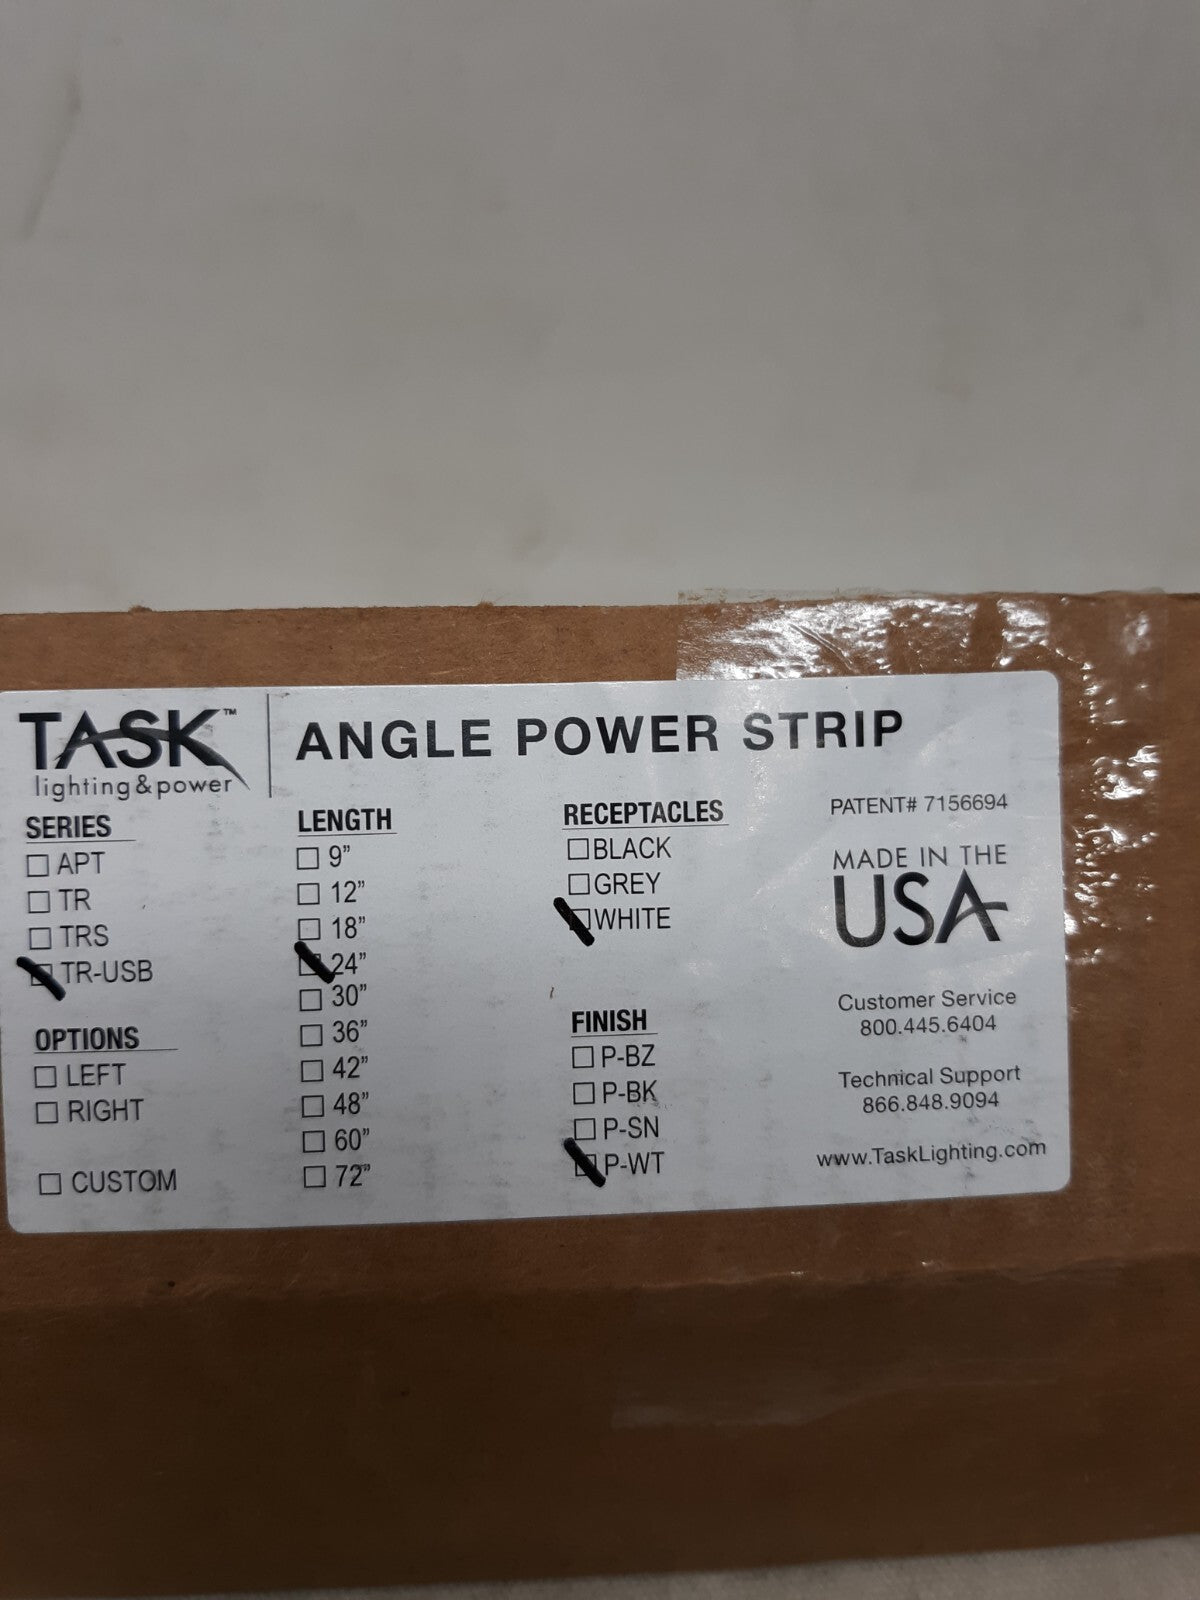 TASK™
lighting&power
ANGLE POWER STRIP
SERIES
APT
TR
TRS
TR-USB
OPTIONS
LEFT
RIGHT
CUSTOM
LENGTH
9"
12"
18"
24"
30"
36"
42"
48"
60"
72"
RECEPTACLES
BLACK
GREY
WHITE
FINISH
P-BZ
P-BK
P-SN
P-WT
PATENT# 7156694
MADE IN THE
USA
Customer Service
800.445.6404
Technical Support
866.848.9094
www.TaskLighting.com